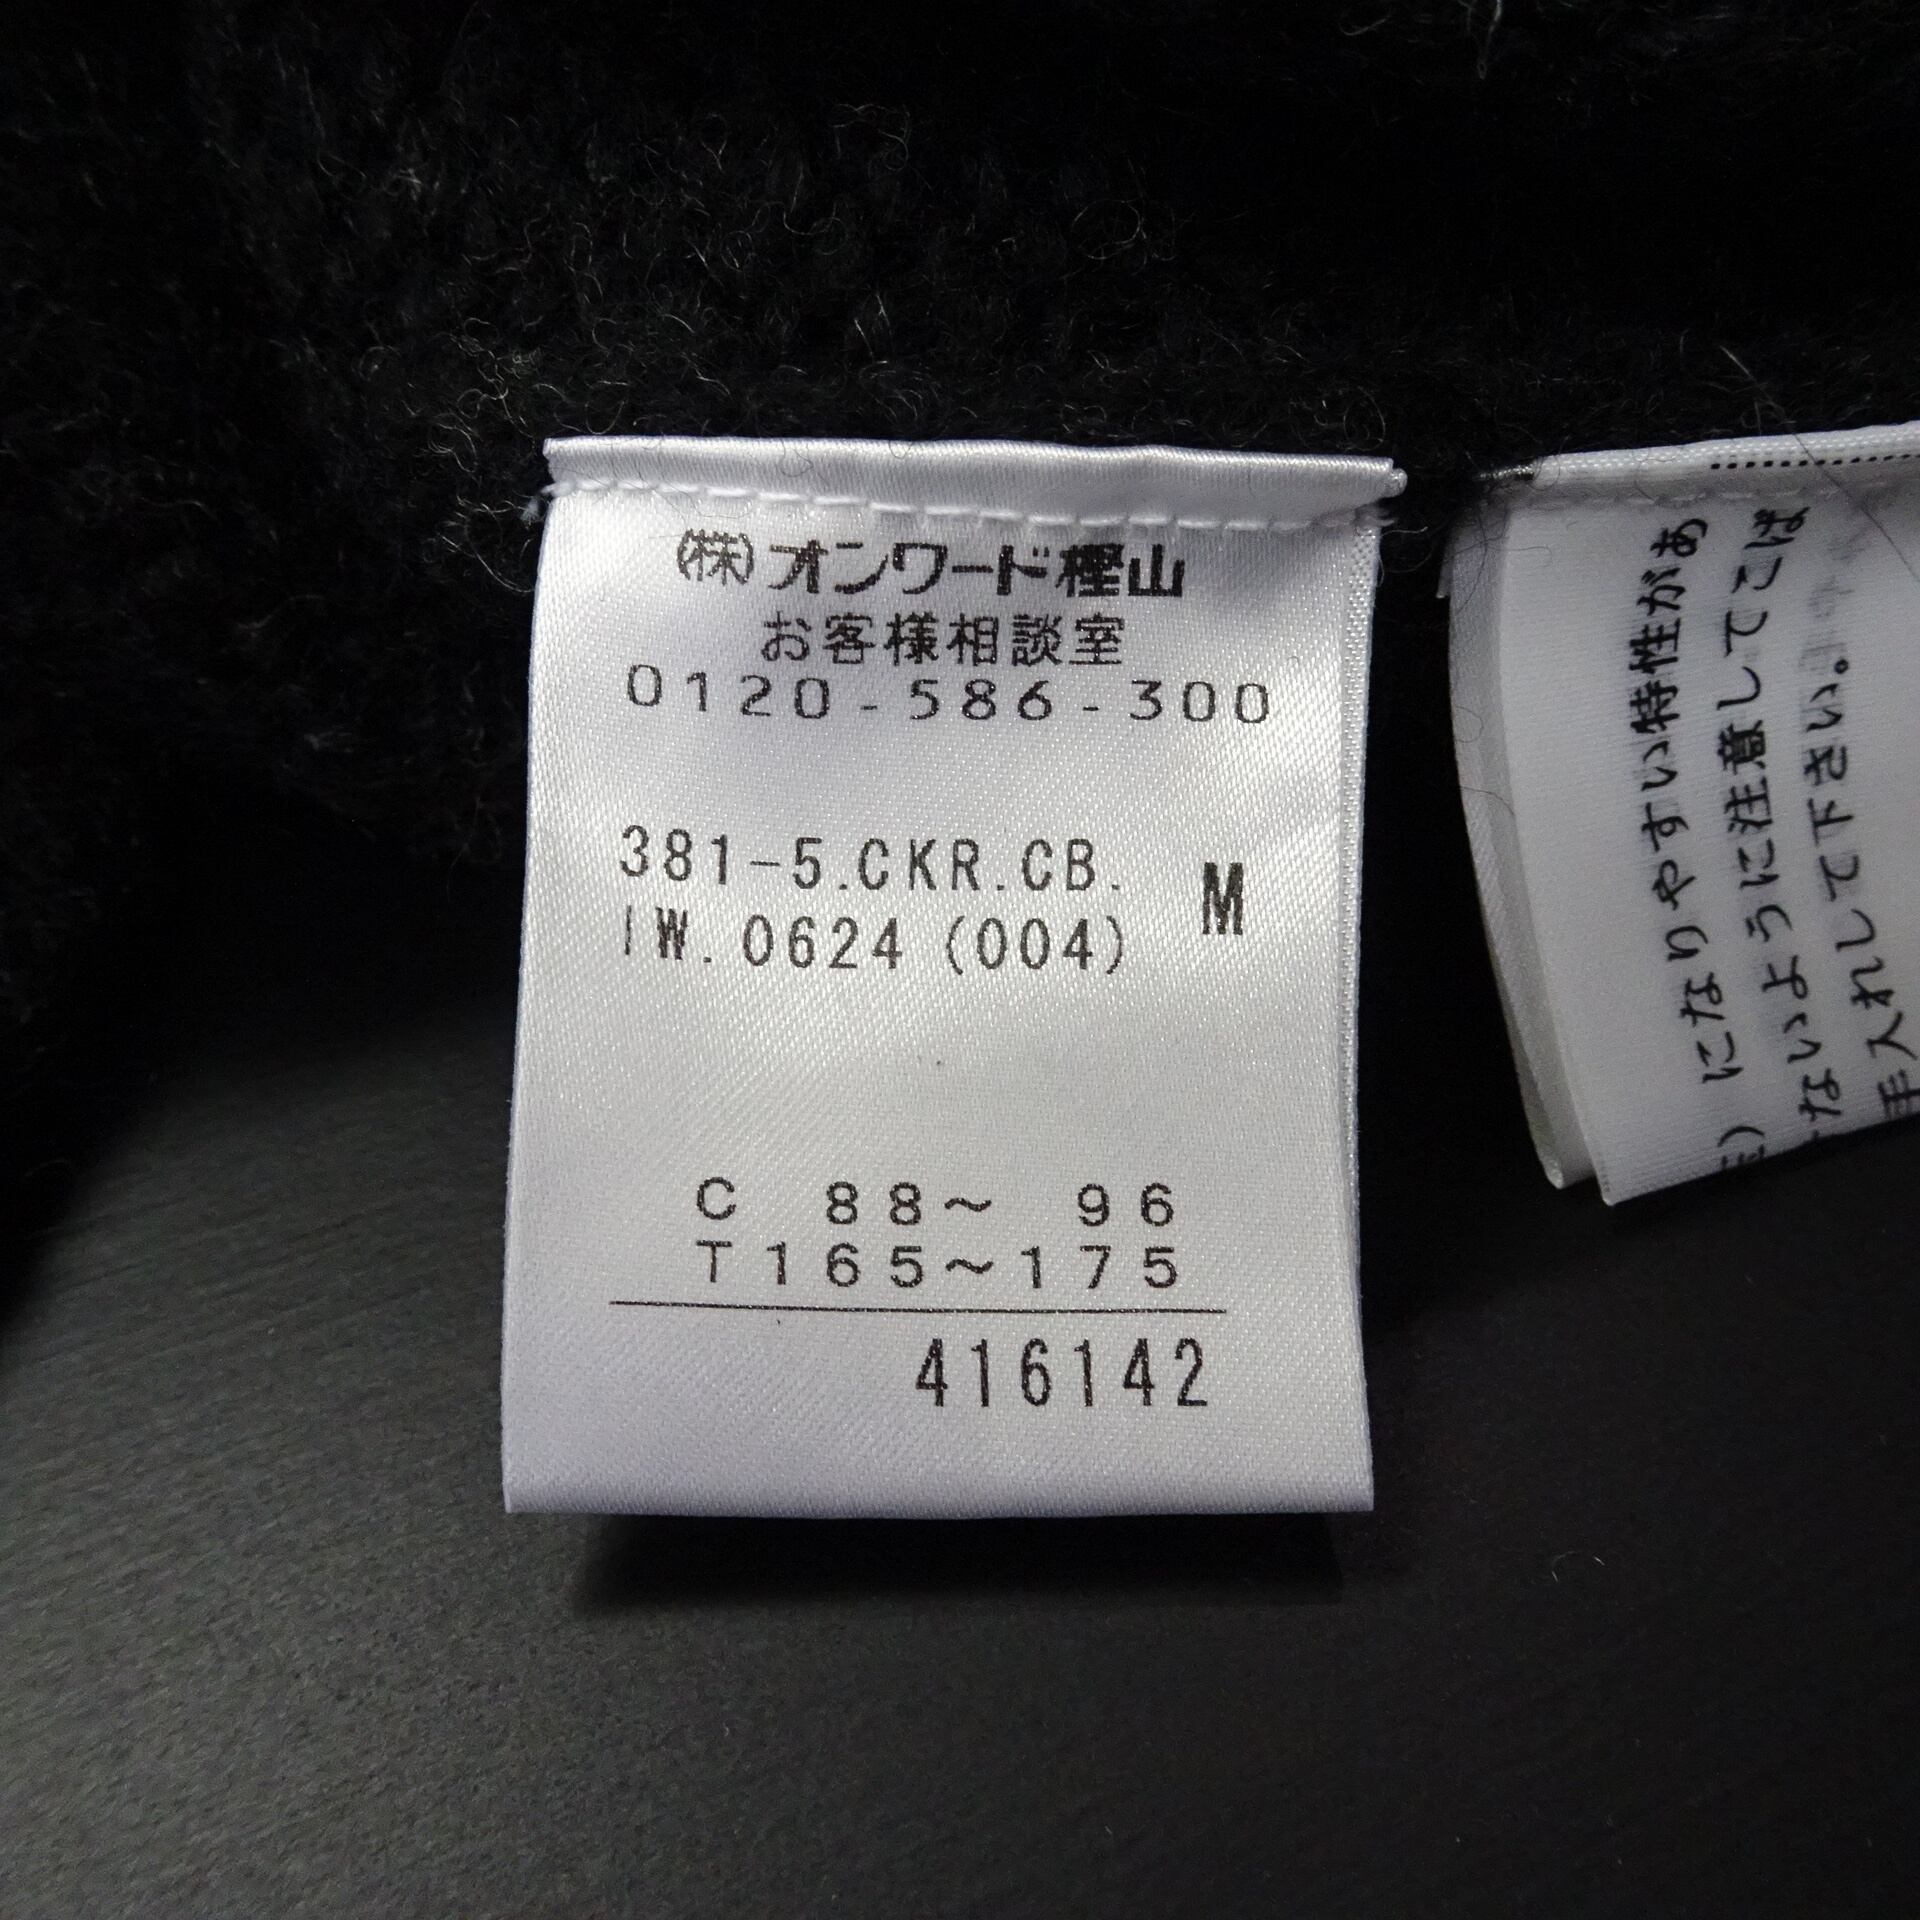 (株)オンワード樫山
お客様相談室
0120-586-300
381-5.CKR.CB. M
IW.0624(004)
C 88～ 96
T165～175
416142
になりやすい特性があ
ないように注意してこは
手入れして下さい。